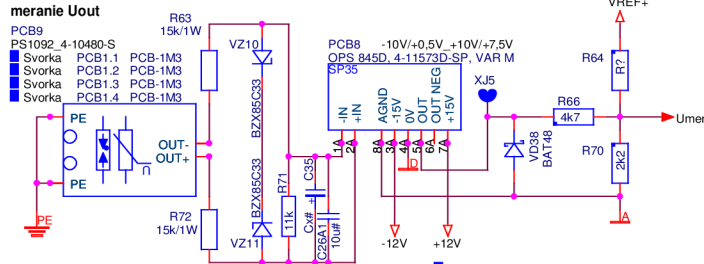 meranie Uout
PCB9
PS1092_4-10480-S
Svorka PCB1.1 PCB-1M3
Svorka PCB1.2 PCB-1M3
Svorka PCB1.3 PCB-1M3
Svorka PCB1.4 PCB-1M3
PE
PE
OUT-
OUT+
U
PE
R63
15k/1W
R72
15k/1W
VZ10
BZX85C33
BZX85C33
VZ11
R71
11k
C35
+
Cx#
C26A1
10u#
PCB8 -10V/+0,5V_+10V/+7,5V
OPS 845D, 4-11573D-SP, VAR M
SP35
-IN
+IN
AGND
-15V
0V
OUT
OUT NEG
+15V
1A
2A
8A
3A
4A
5A
6A
7A
D
-12V
+12V
XJ5
VD38
BAT48
R66
4k7
VREF+
R64
R?
Umer
R70
2k2
A